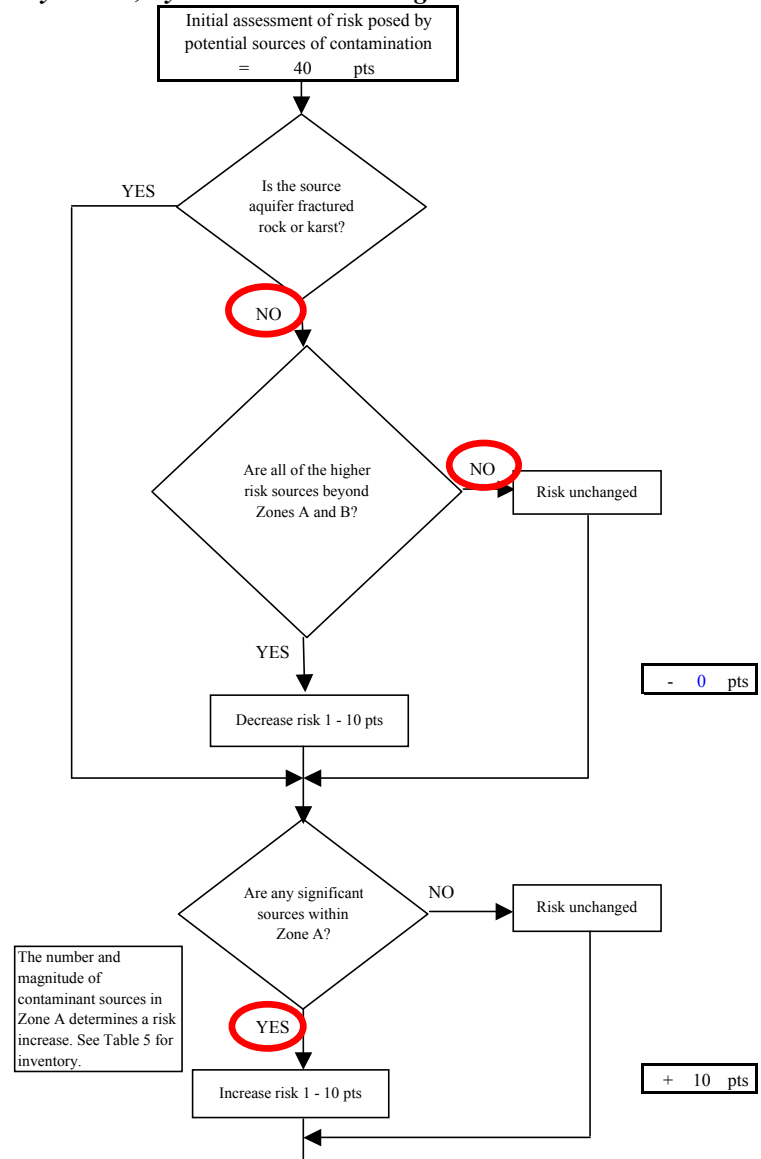 Initial assessment of risk posed by
potential sources of contamination
= 40 pts
YES
Is the source
aquifer fractured
rock or karst?
NO
Are all of the higher
risk sources beyond
Zones A and B?
NO
Risk unchanged
YES
- 0 pts
Decrease risk 1 - 10 pts
Are any significant
sources within
Zone A?
NO
Risk unchanged
The number and
magnitude of
contaminant sources in
Zone A determines a risk
increase. See Table 5 for
inventory.
YES
Increase risk 1 - 10 pts
+ 10 pts